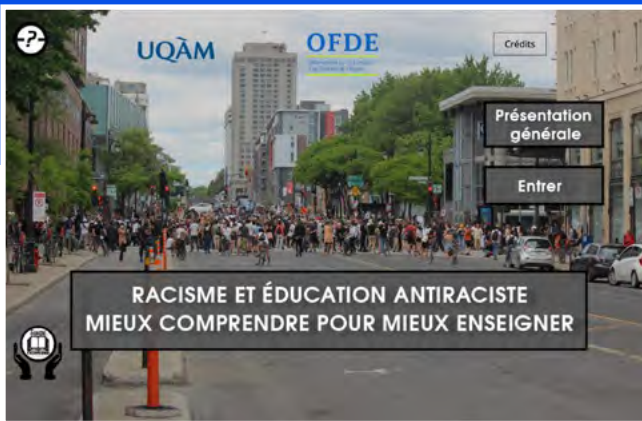 -?-
UQÀM
OFDE
Crédits
Présentation
générale
Entrer
RACISME ET ÉDUCATION ANTIRACISTE
MIEUX COMPRENDRE POUR MIEUX ENSEIGNER